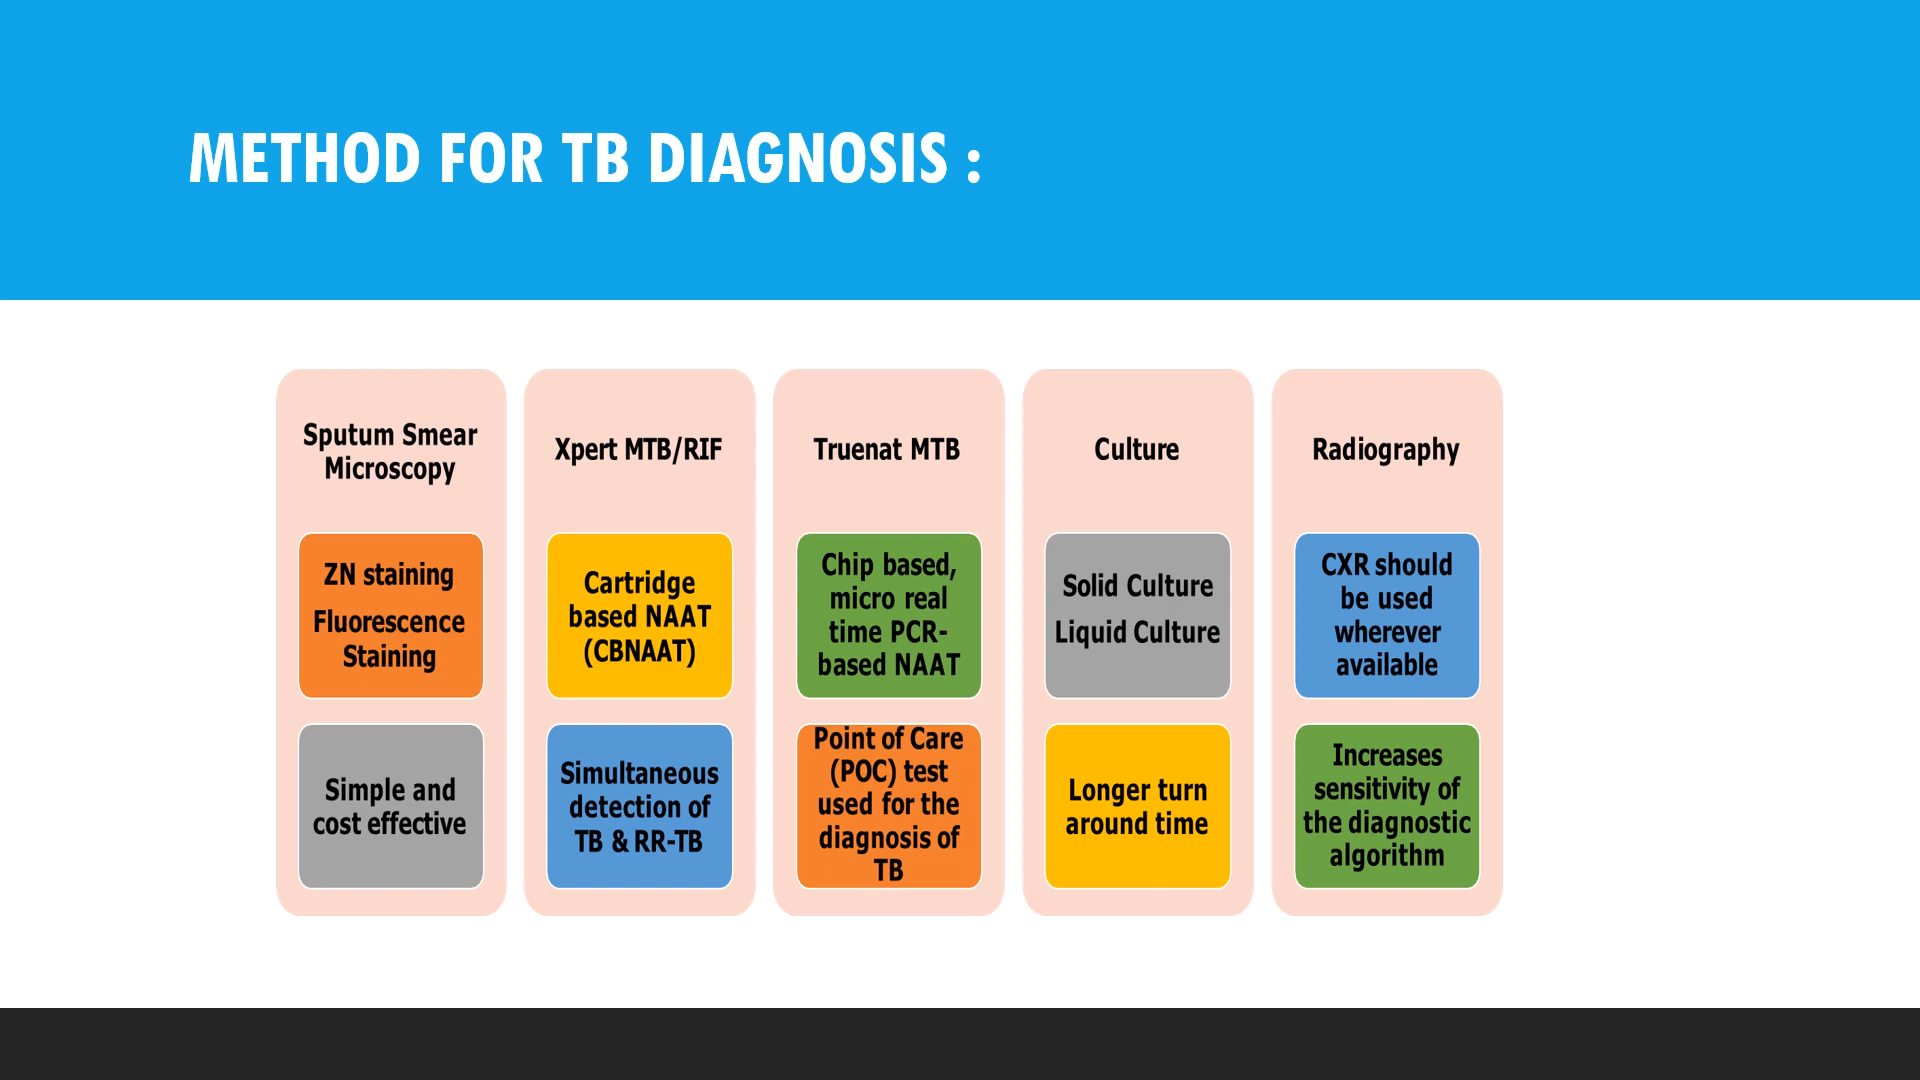 METHOD FOR TB DIAGNOSIS :
Sputum Smear
Microscopy
ZN staining
Fluorescence
Staining
Simple and
cost effective
Xpert MTB/RIF
Cartridge
based NAAT
(CBNAAT)
Simultaneous
detection of
TB & RR-TB
Truenat MTB
Chip based,
micro real
time PCR-
based NAAT
Point of Care
(POC) test
used for the
diagnosis of
TB
Culture
Solid Culture
Liquid Culture
Longer turn
around time
Radiography
CXR should
be used
wherever
available
Increases
sensitivity of
the diagnostic
algorithm